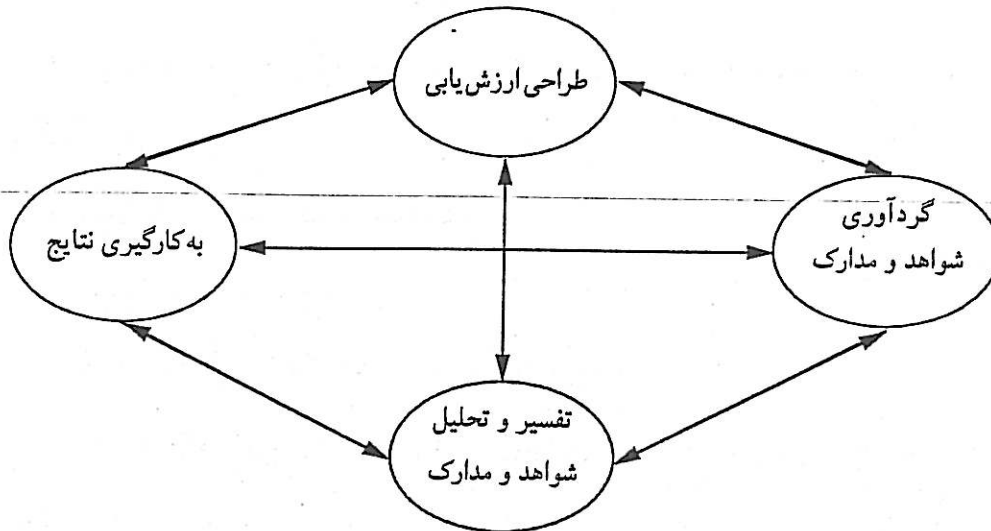 طراحی ارزش‌یابی
گردآوری
شواهد و مدارک
به‌کارگیری نتایج
تفسیر و تحلیل
شواهد و مدارک